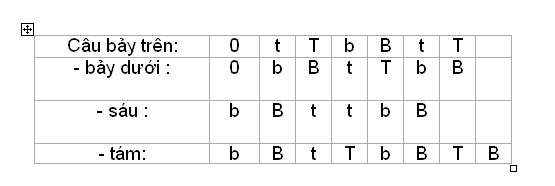 Câu bảy trên: 0 t T b B t T
- bảy dưới : 0 b B t T b B
- sáu : b B t t b B
- tám: b B t T b B T B